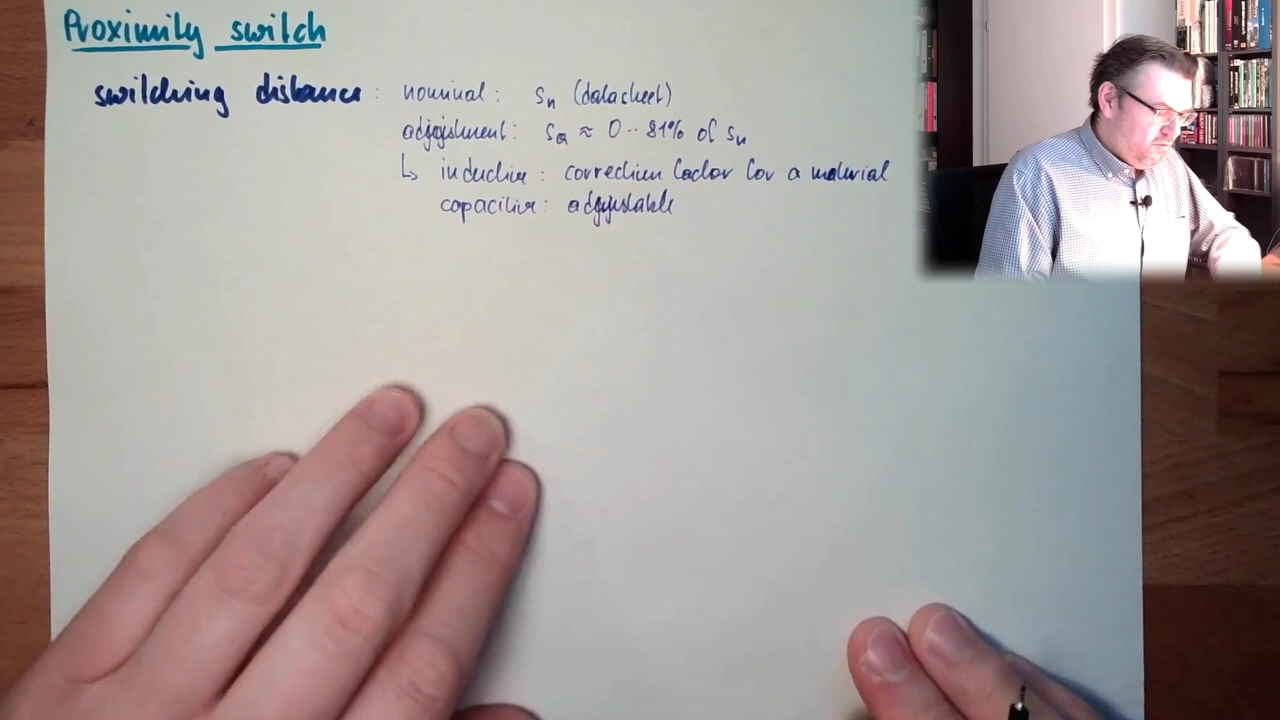 Proximity switch
switching distance: nominal: sn (datasheet)
adjustment: sa ≈ 0..81% of sn
↳ inductive: correction factor for a material
capacitive: adjustable